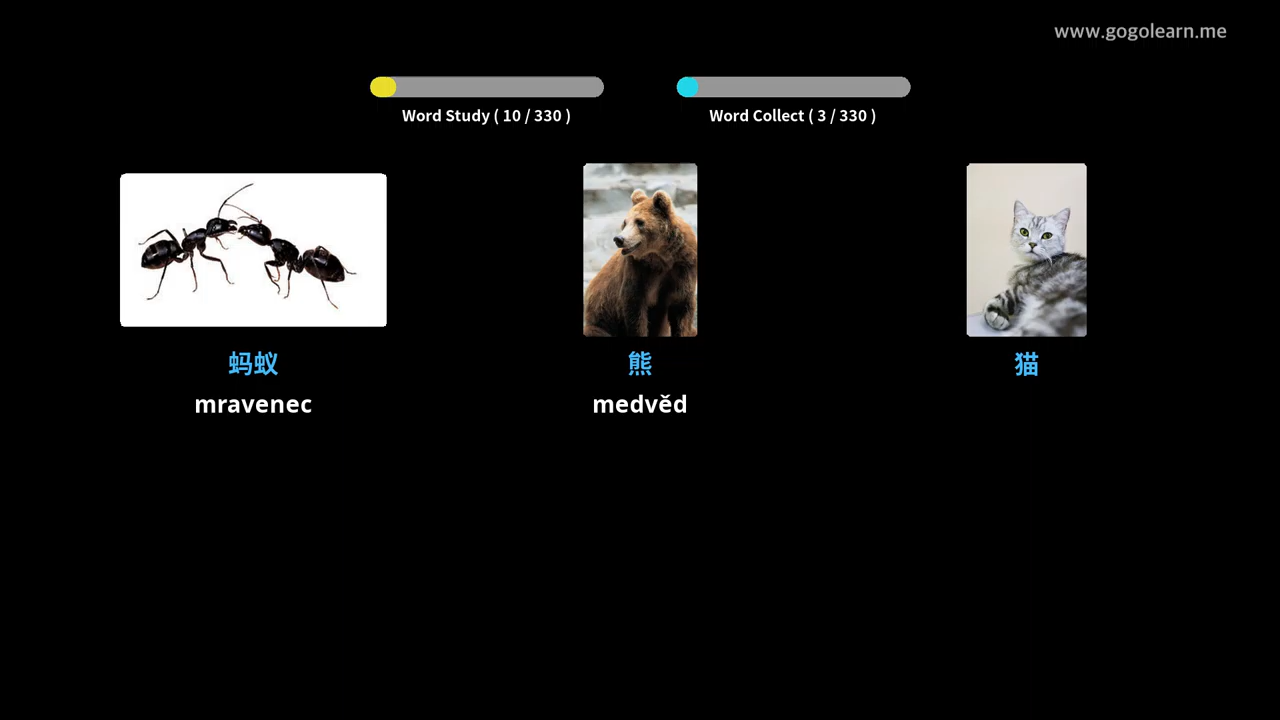 www.gogolearn.me
Word Study ( 10 / 330 )
Word Collect ( 3 / 330 )
蚂蚁
熊
猫
mravenec
medvěd